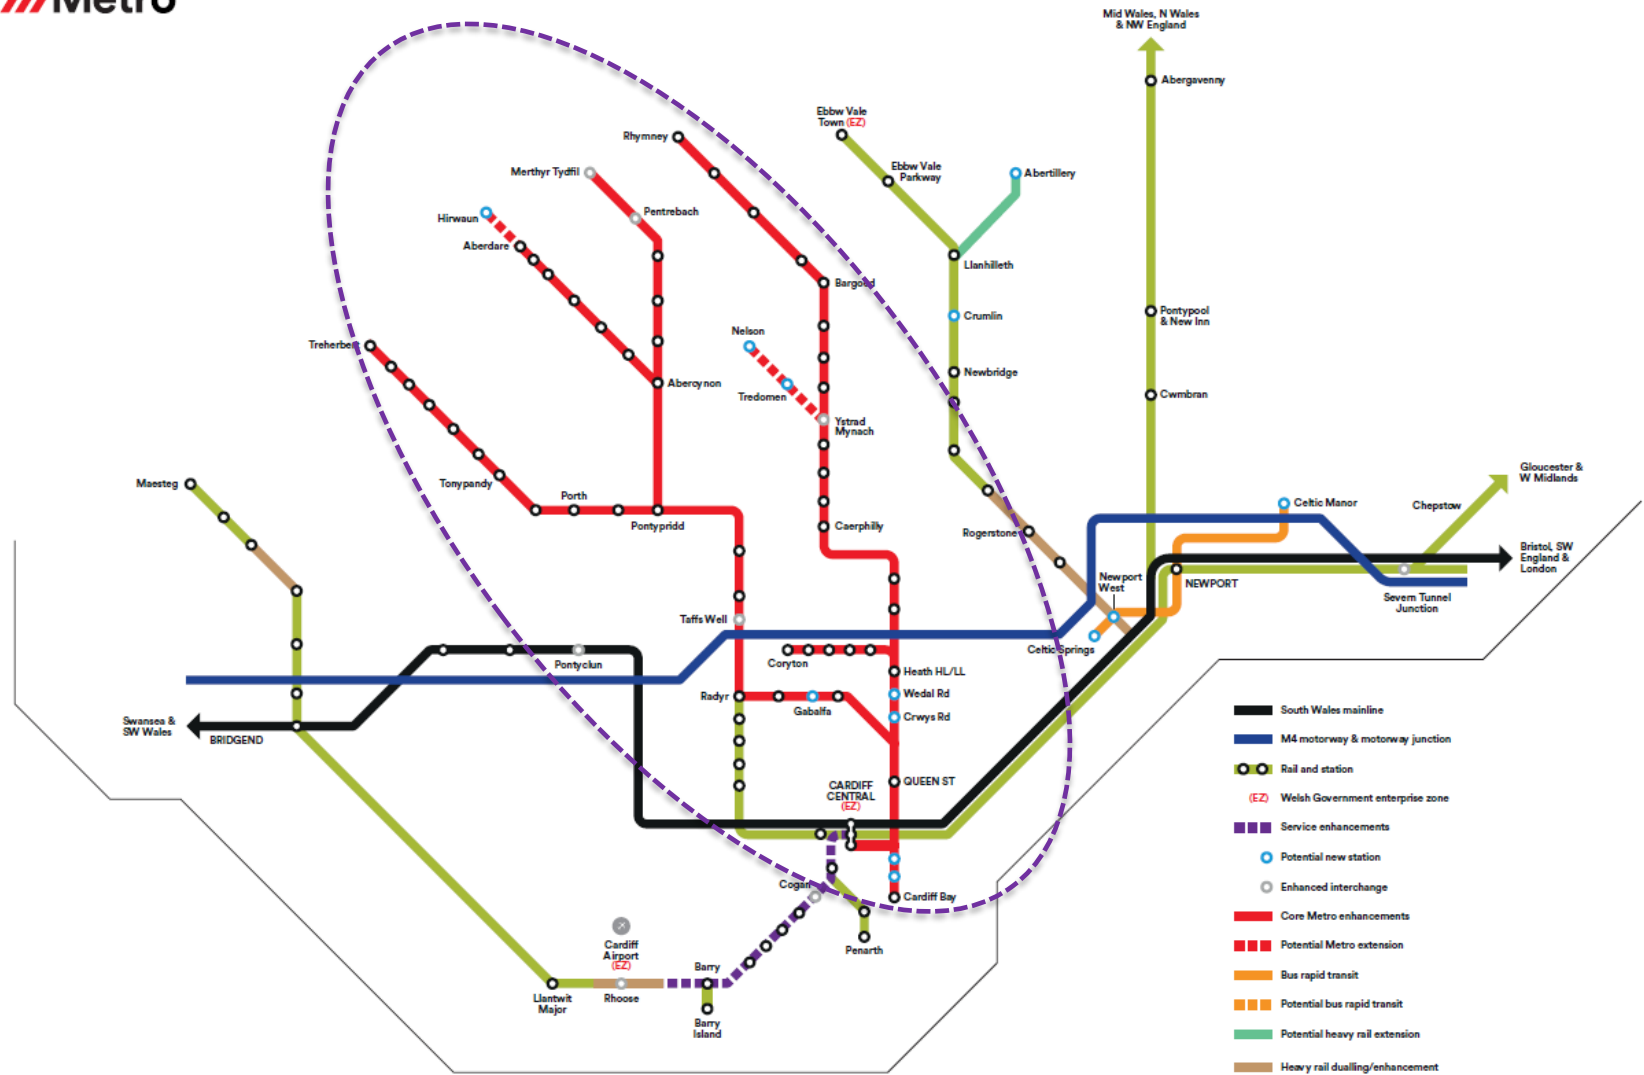 Metro
Mid Wales, N Wales
& NW England
Abergavenny
Ebbw Vale
Town (EZ)
Rhymney
Ebbw Vale
Parkway
Merthyr Tydfil
Abertillery
Pentrebach
Hirwaun
Aberdare
Llanhilleth
Bargoed
Crumlin
Pontypool
& New Inn
Nelson
Treherbert
Newbridge
Abercynon
Tredomen
Cwmbran
Ystrad
Mynach
Gloucester &
W Midlands
Maesteg
Tonypandy
Porth
Celtic Manor
Chepstow
Pontypridd
Caerphilly
Rogerstone
Bristol, SW
England &
London
Newport
West
NEWPORT
Severn Tunnel
Junction
Taffs Well
Celtic Springs
Pontyclun
Coryton
Heath HL/LL
Radyr
Wedal Rd
Gabalfa
Crwys Rd
Swansea &
SW Wales
BRIDGEND
QUEEN ST
CARDIFF
CENTRAL
(EZ)
Cogan
Cardiff Bay
Penarth
Cardiff
Airport
(EZ)
Barry
Llantwit
Major
Rhoose
Barry
Island
South Wales mainline
M4 motorway & motorway junction
Rail and station
(EZ) Welsh Government enterprise zone
Service enhancements
Potential new station
Enhanced interchange
Core Metro enhancements
Potential Metro extension
Bus rapid transit
Potential bus rapid transit
Potential heavy rail extension
Heavy rail dualling/enhancement